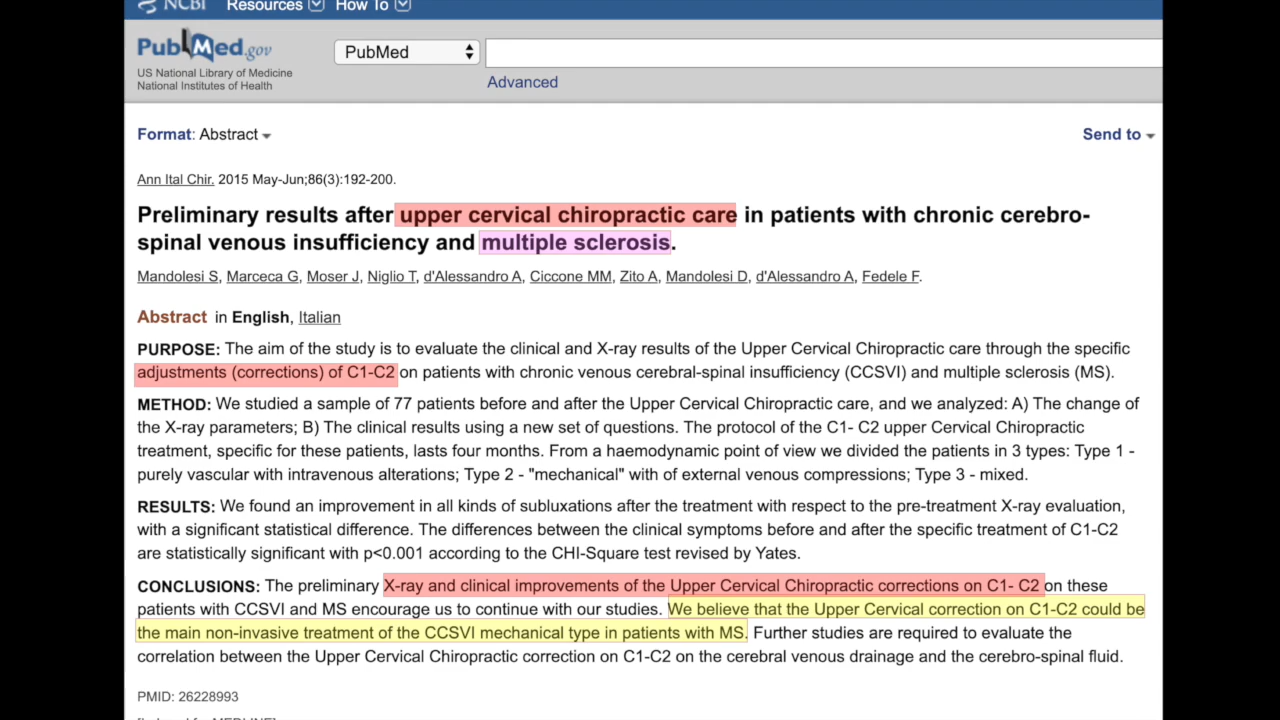 NCBI Resources How To
PubMed.gov
PubMed
US National Library of Medicine
National Institutes of Health
Advanced
Format: Abstract
Send to
Ann Ital Chir. 2015 May-Jun;86(3):192-200.
Preliminary results after upper cervical chiropractic care in patients with chronic cerebro-
spinal venous insufficiency and multiple sclerosis.
Mandolesi S, Marceca G, Moser J, Niglio T, d'Alessandro A, Ciccone MM, Zito A, Mandolesi D, d'Alessandro A, Fedele F.
Abstract in English, Italian
PURPOSE: The aim of the study is to evaluate the clinical and X-ray results of the Upper Cervical Chiropractic care through the specific
adjustments (corrections) of C1-C2 on patients with chronic venous cerebral-spinal insufficiency (CCSVI) and multiple sclerosis (MS).
METHOD: We studied a sample of 77 patients before and after the Upper Cervical Chiropractic care, and we analyzed: A) The change of
the X-ray parameters; B) The clinical results using a new set of questions. The protocol of the C1- C2 upper Cervical Chiropractic
treatment, specific for these patients, lasts four months. From a haemodynamic point of view we divided the patients in 3 types: Type 1 -
purely vascular with intravenous alterations; Type 2 - "mechanical" with of external venous compressions; Type 3 - mixed.
RESULTS: We found an improvement in all kinds of subluxations after the treatment with respect to the pre-treatment X-ray evaluation,
with a significant statistical difference. The differences between the clinical symptoms before and after the specific treatment of C1-C2
are statistically significant with p<0.001 according to the CHI-Square test revised by Yates.
CONCLUSIONS: The preliminary X-ray and clinical improvements of the Upper Cervical Chiropractic corrections on C1- C2 on these
patients with CCSVI and MS encourage us to continue with our studies. We believe that the Upper Cervical correction on C1-C2 could be
the main non-invasive treatment of the CCSVI mechanical type in patients with MS. Further studies are required to evaluate the
correlation between the Upper Cervical Chiropractic correction on C1-C2 on the cerebral venous drainage and the cerebro-spinal fluid.
PMID: 26228993